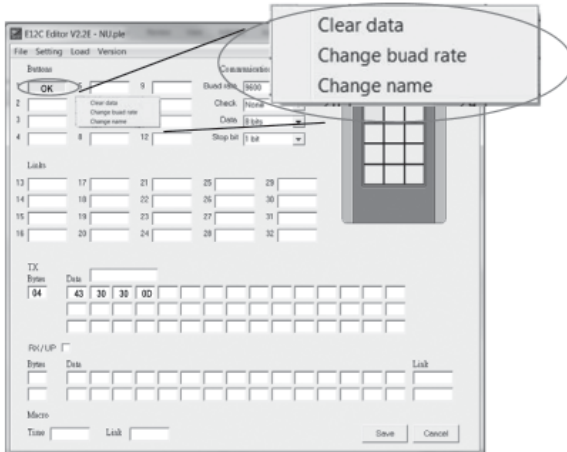 E12C Editor V2.2E - NU.ple
File Setting Load Version
Clear data
Change buad rate
Change name
Buttons
1 OK 9 Buad rate 9600
2 Check None
3 Data 8 bits
4 8 12 Stop bit 1 bit
Clear data
Change buad rate
Change name
Links
13 17 21 25 29
14 18 22 26 30
15 19 23 27 31
16 20 24 28 32
TX
Bytes Data
04 43 30 30 0D
RX/UP
Bytes Data Link
Macro
Time Link Save Cancel